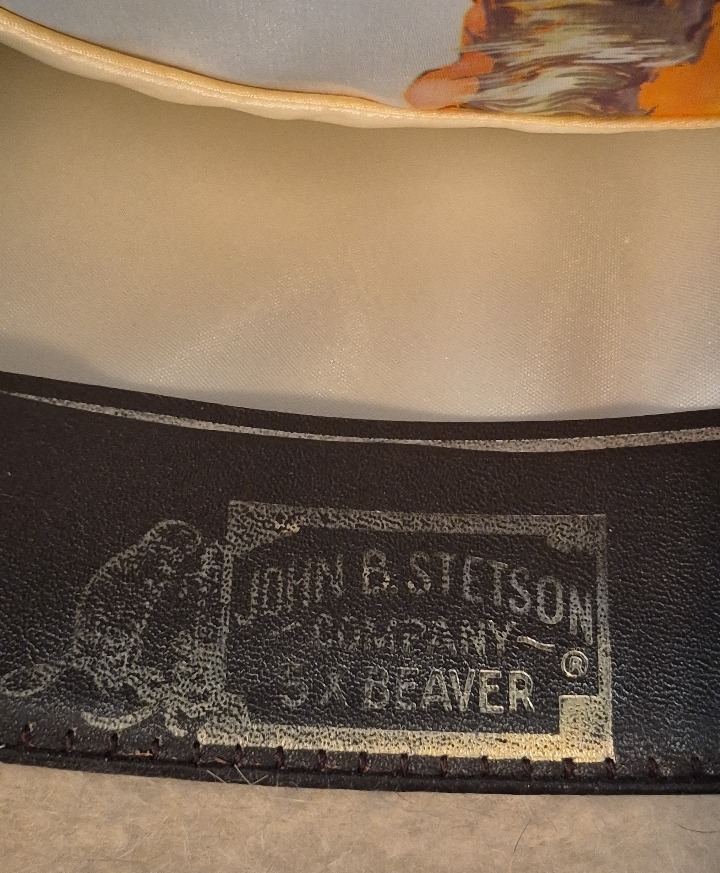 JOHN B. STETSON
COMPANY
5X BEAVER
®